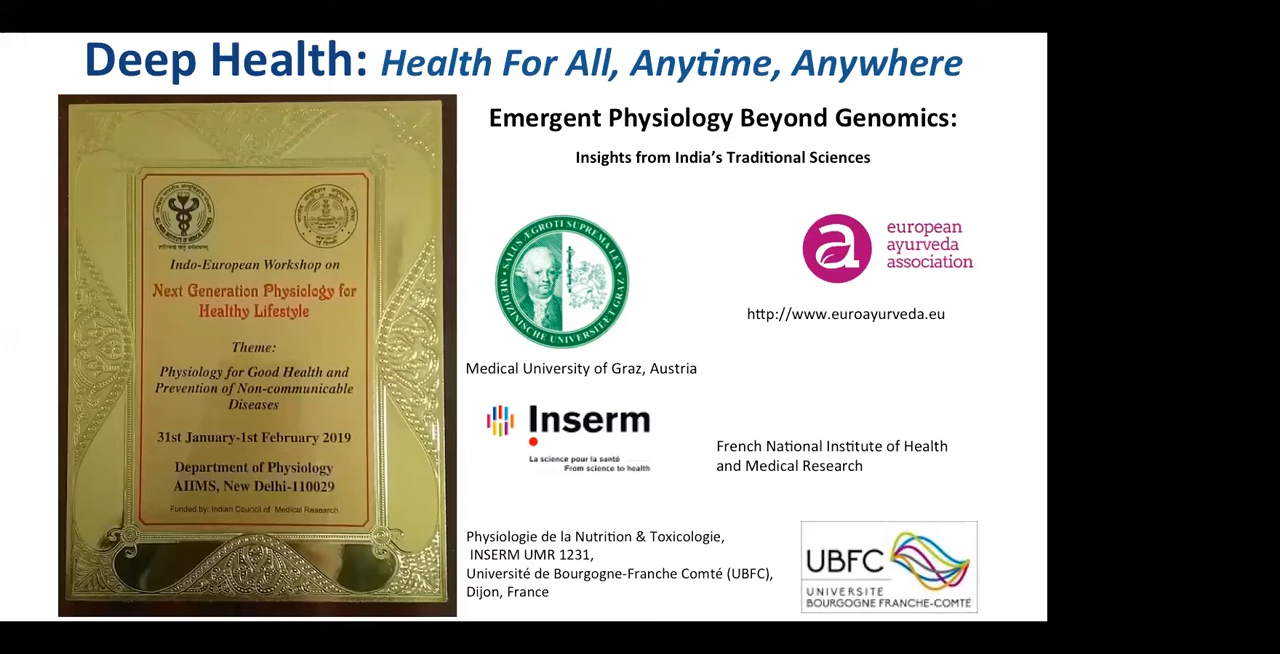 Deep Health: Health For All, Anytime, Anywhere
Indo-European Workshop on
Next Generation Physiology for
Healthy Lifestyle
Theme:
Physiology for Good Health and
Prevention of Non-communicable
Diseases
31st January-1st February 2019
Department of Physiology
AIIMS, New Delhi-110029
Funded by: Indian Council of Medical Research
Emergent Physiology Beyond Genomics:
Insights from India's Traditional Sciences
SALUS ÆGROTI SUPREMA LEX
MEDIZINISCHE UNIVERSITÆT GRAZ
Medical University of Graz, Austria
a
european
ayurveda
association
http://www.euroayurveda.eu
Inserm
La science pour la santé
From science to health
French National Institute of Health
and Medical Research
Physiologie de la Nutrition & Toxicologie,
INSERM UMR 1231,
Université de Bourgogne-Franche Comté (UBFC),
Dijon, France
UBFC
UNIVERSITÉ
BOURGOGNE FRANCHE-COMTÉ